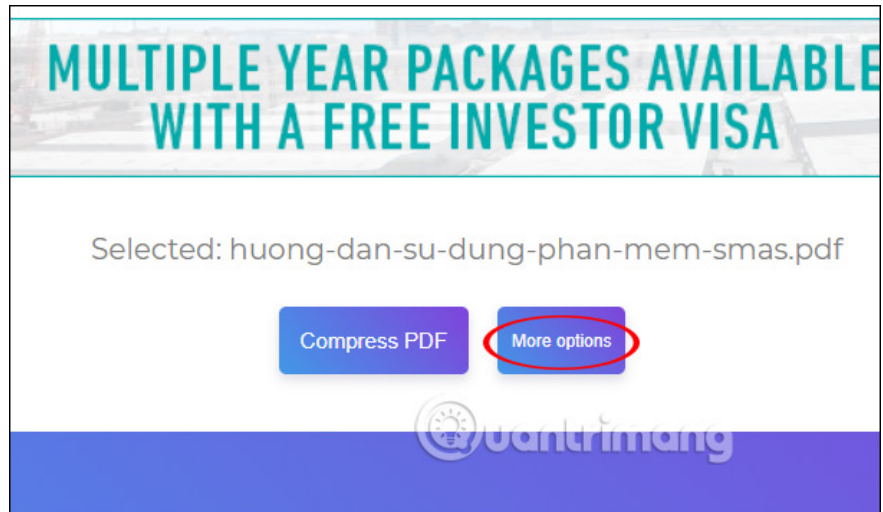 MULTIPLE YEAR PACKAGES AVAILABLE
WITH A FREE INVESTOR VISA
Selected: huong-dan-su-dung-phan-mem-smas.pdf
Compress PDF
More options
Quantrimang